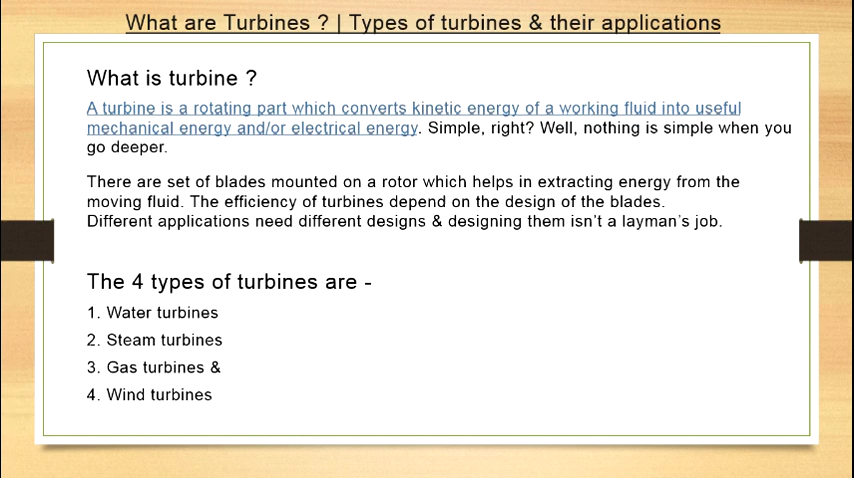 What are Turbines ? | Types of turbines & their applications
What is turbine ?
A turbine is a rotating part which converts kinetic energy of a working fluid into useful
mechanical energy and/or electrical energy. Simple, right? Well, nothing is simple when you
go deeper.
There are set of blades mounted on a rotor which helps in extracting energy from the
moving fluid. The efficiency of turbines depend on the design of the blades.
Different applications need different designs & designing them isn't a layman's job.
The 4 types of turbines are -
1. Water turbines
2. Steam turbines
3. Gas turbines &
4. Wind turbines